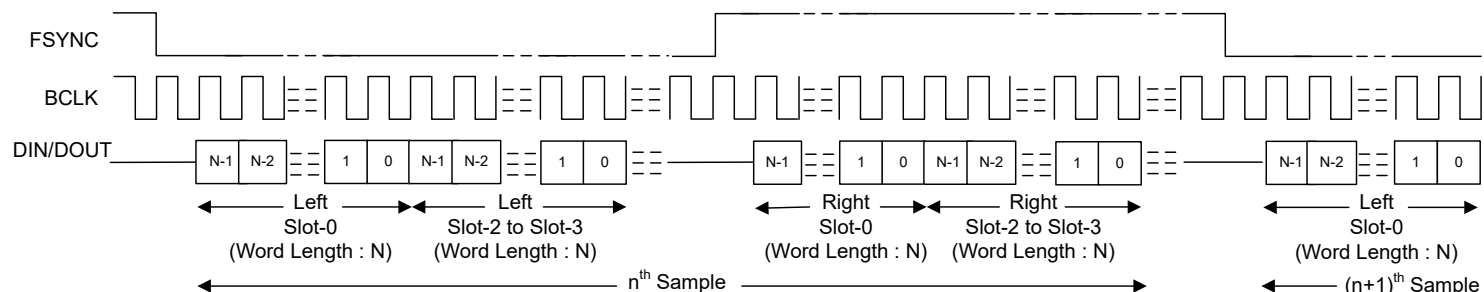 FSYNC
BCLK
DIN/DOUT
N-1 N-2 1 0 N-1 N-2 1 0 N-1 1 0 N-1 N-2 1 0 N-1 N-2 1 0
Left Left Right Right Left
Slot-0 Slot-2 to Slot-3 Slot-0 Slot-2 to Slot-3 Slot-0
(Word Length : N) (Word Length : N) (Word Length : N) (Word Length : N) (Word Length : N)
nth Sample (n+1)th Sample